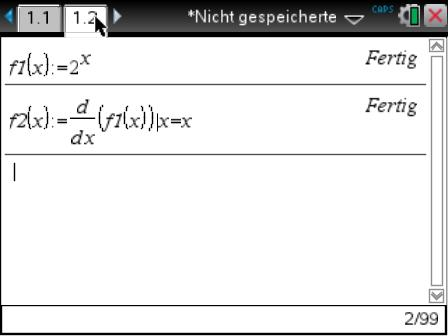 1.1 1.2 *Nicht gespeicherte CAPS
f1(x):=2^x Fertig
f2(x):=d/dx(f1(x))|x=x Fertig
2/99